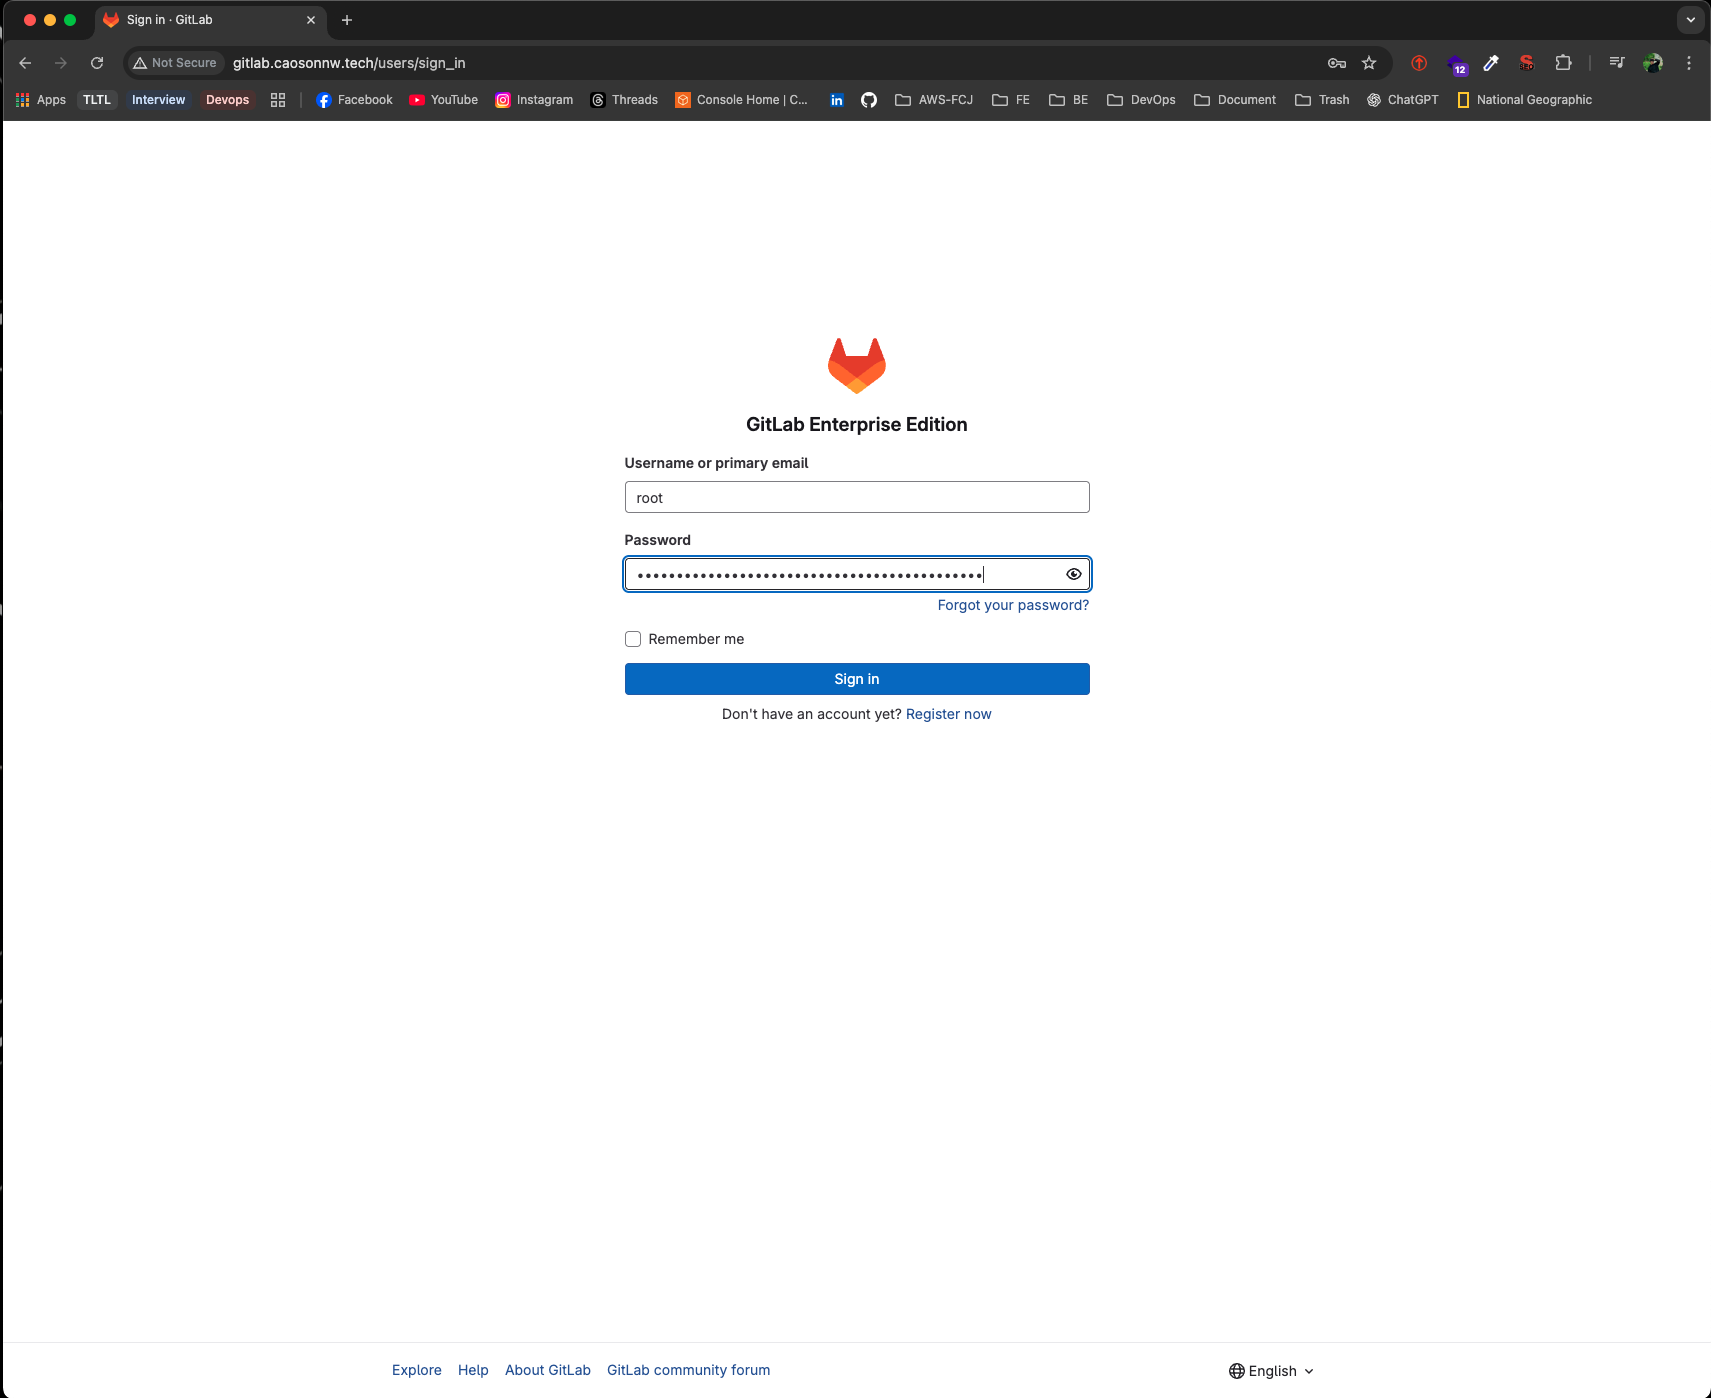 Sign in · GitLab
Not Secure gitlab.caosonnw.tech/users/sign_in
12
SEO
Apps TLTL Interview Devops Facebook YouTube Instagram Threads Console Home | C... in AWS-FCJ FE BE DevOps Document Trash ChatGPT National Geographic
GitLab Enterprise Edition
Username or primary email
root
Password
Forgot your password?
Remember me
Sign in
Don't have an account yet? Register now
Explore Help About GitLab GitLab community forum English